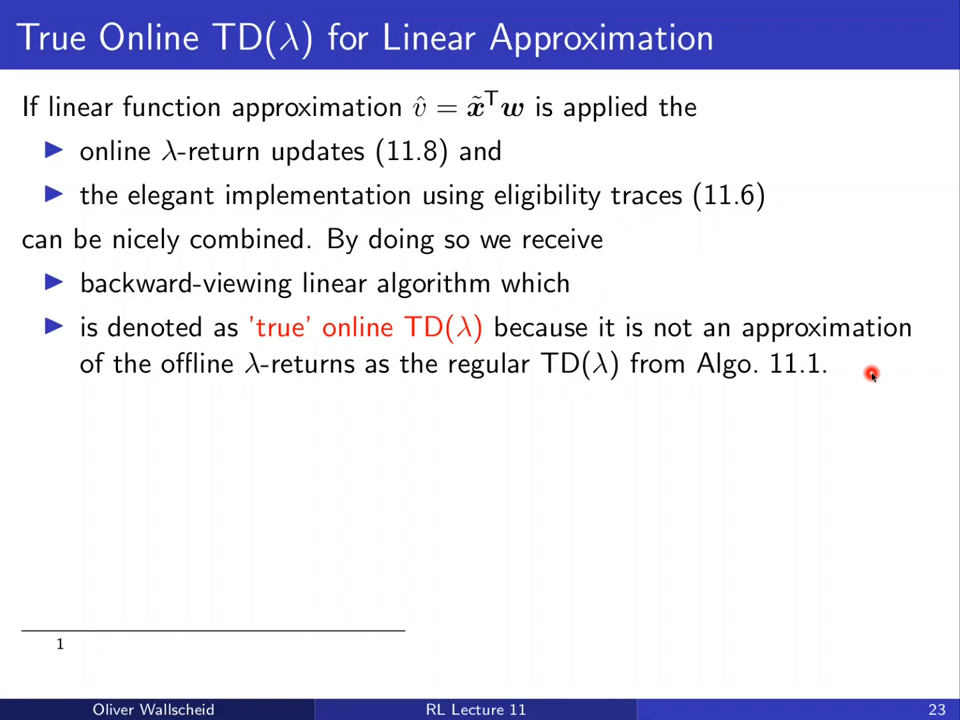 True Online TD(λ) for Linear Approximation
If linear function approximation v̂ = x̃ᵀw is applied the
▶ online λ-return updates (11.8) and
▶ the elegant implementation using eligibility traces (11.6)
can be nicely combined. By doing so we receive
▶ backward-viewing linear algorithm which
▶ is denoted as 'true' online TD(λ) because it is not an approximation
of the offline λ-returns as the regular TD(λ) from Algo. 11.1.
1
Oliver Wallscheid RL Lecture 11 23